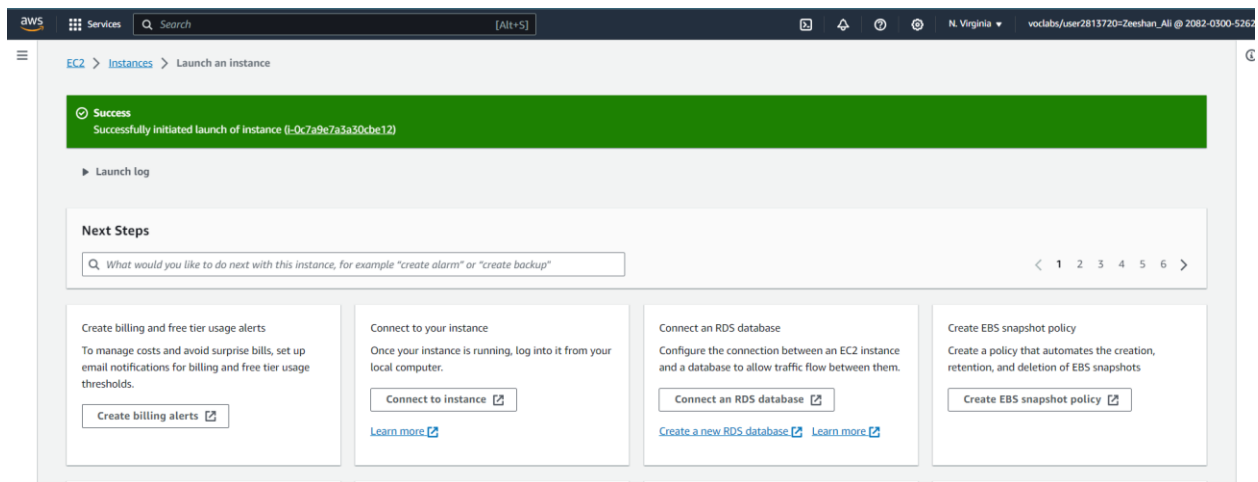 aws
Services
Search
[Alt+S]
N. Virginia
voclabs/user2813720=Zeeshan_Ali @ 2082-0300-5262
EC2 > Instances > Launch an instance
Success
Successfully initiated launch of instance (i-0c7a9e7a3a30cbe12)
Launch log
Next Steps
What would you like to do next with this instance, for example "create alarm" or "create backup"
1 2 3 4 5 6
Create billing and free tier usage alerts
To manage costs and avoid surprise bills, set up
email notifications for billing and free tier usage
thresholds.
Create billing alerts
Connect to your instance
Once your instance is running, log into it from your
local computer.
Connect to instance
Learn more
Connect an RDS database
Configure the connection between an EC2 instance
and a database to allow traffic flow between them.
Connect an RDS database
Create a new RDS database Learn more
Create EBS snapshot policy
Create a policy that automates the creation,
retention, and deletion of EBS snapshots
Create EBS snapshot policy